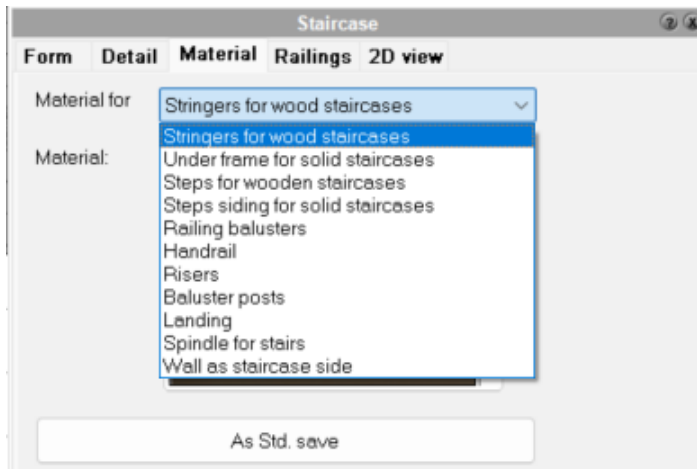 Staircase
Form Detail Material Railings 2D view
Material for Stringers for wood staircases
Stringers for wood staircases
Material: Under frame for solid staircases
Steps for wooden staircases
Steps siding for solid staircases
Railing balusters
Handrail
Risers
Baluster posts
Landing
Spindle for stairs
Wall as staircase side
As Std. save